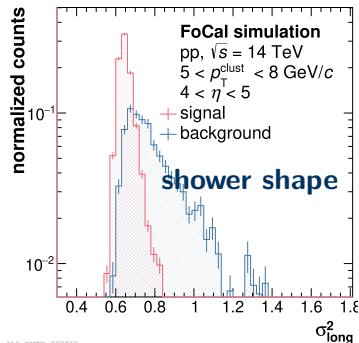 normalized counts
FoCal simulation
pp, √s = 14 TeV
5 < p_T^clust < 8 GeV/c
4 < η < 5
signal
background
shower shape
10⁻¹
10⁻²
0.4 0.6 0.8 1 1.2 1.4 1.6 1.8
σ²_long